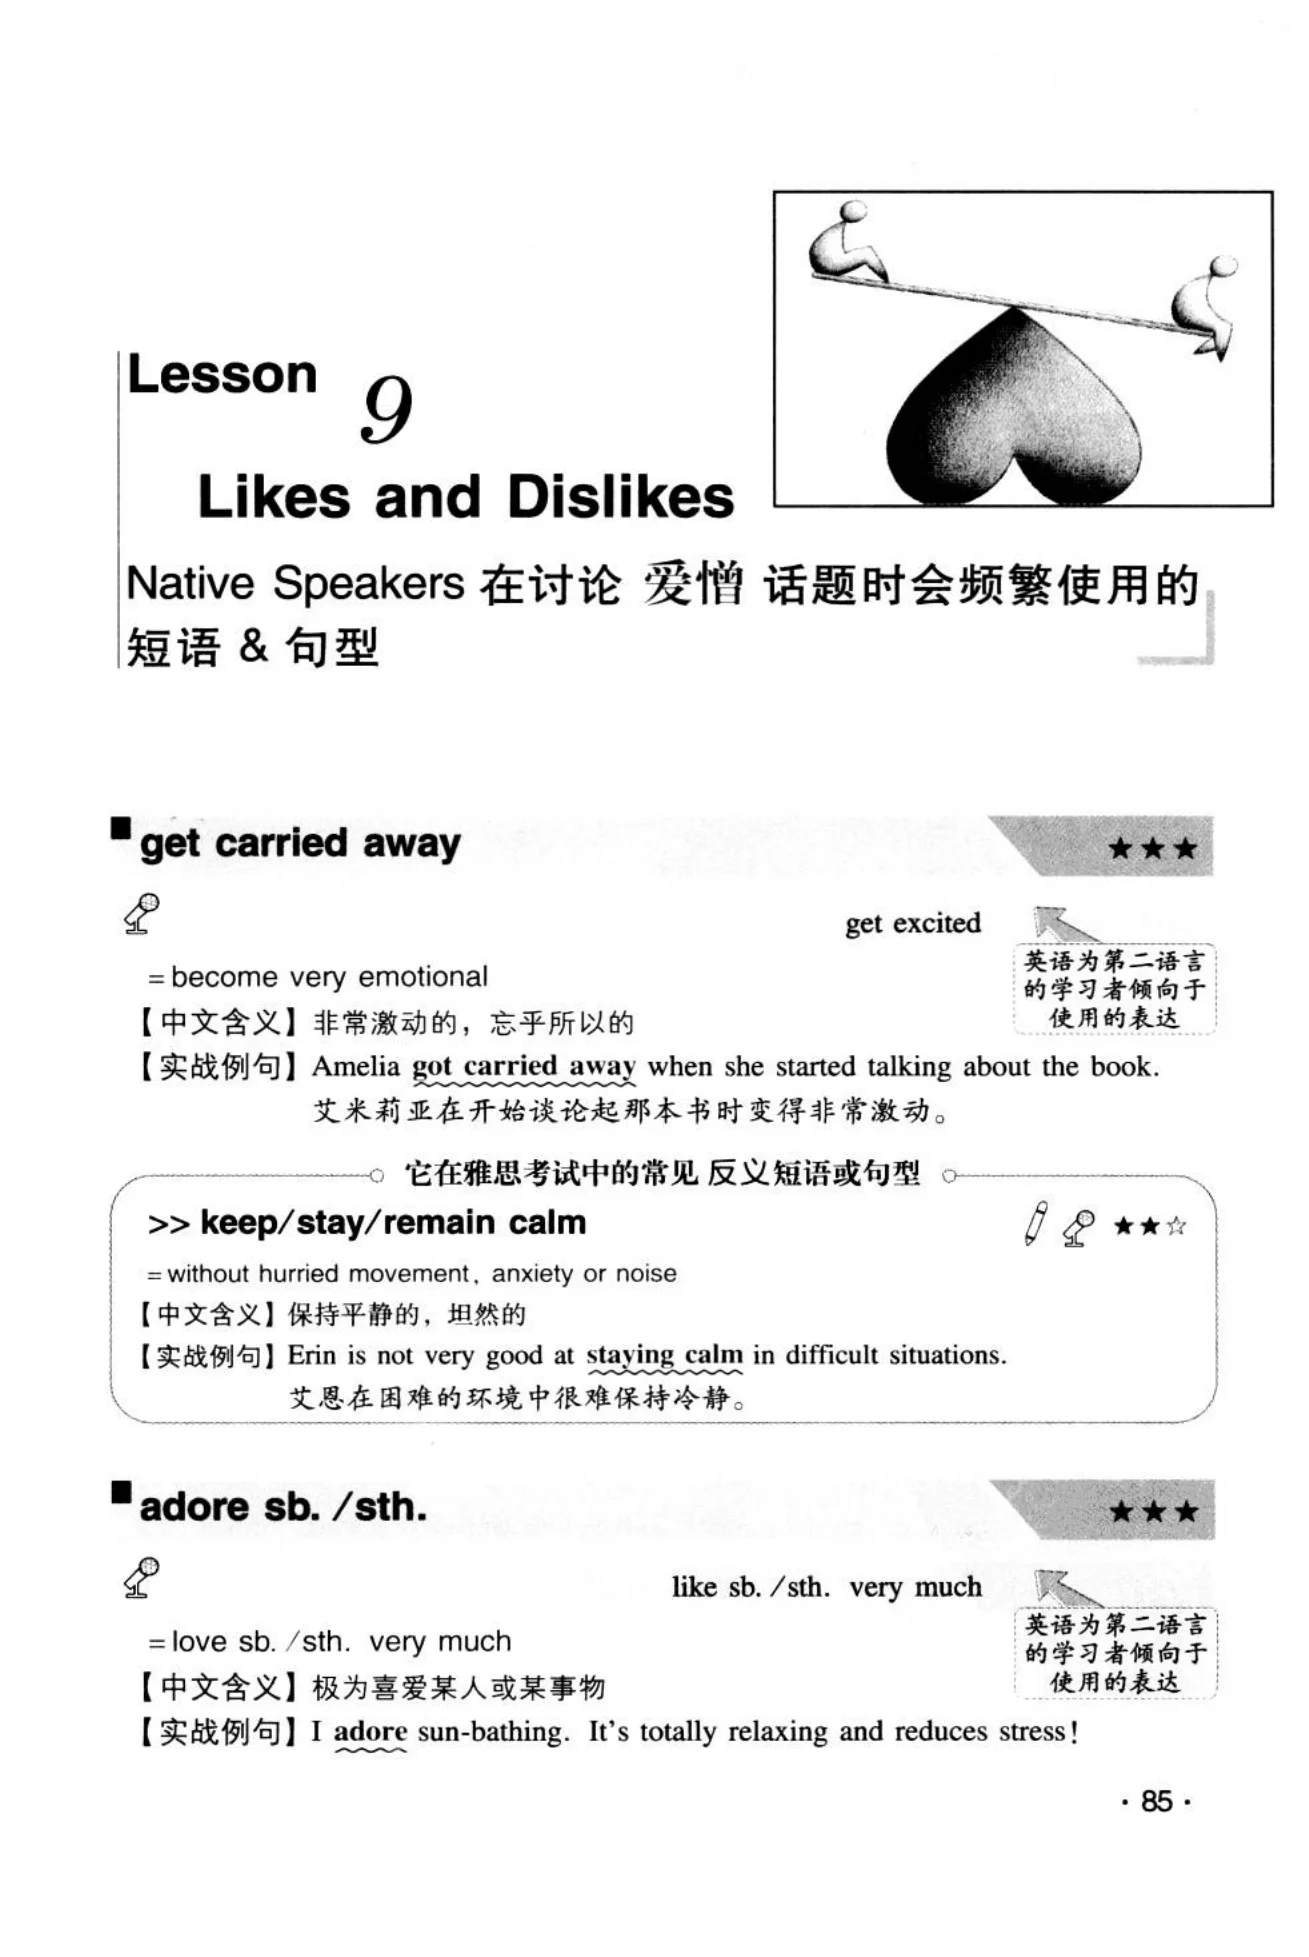 Lesson 9
Likes and Dislikes
Native Speakers 在讨论 爱憎 话题时会频繁使用的
短语 & 句型
■ get carried away ★★★
get excited
英语为第二语言
的学习者倾向于
使用的表达
=become very emotional
【中文含义】非常激动的，忘乎所以的
【实战例句】Amelia got carried away when she started talking about the book.
艾米莉亚在开始谈论起那本书时变得非常激动。
它在雅思考试中的常见 反义短语或句型
>> keep/stay/remain calm ★★☆
=without hurried movement, anxiety or noise
【中文含义】保持平静的，坦然的
【实战例句】Erin is not very good at staying calm in difficult situations.
艾恩在困难的环境中很难保持冷静。
■ adore sb. /sth. ★★★
like sb. /sth. very much
英语为第二语言
的学习者倾向于
使用的表达
=love sb. /sth. very much
【中文含义】极为喜爱某人或某事物
【实战例句】I adore sun-bathing. It's totally relaxing and reduces stress!
· 85 ·